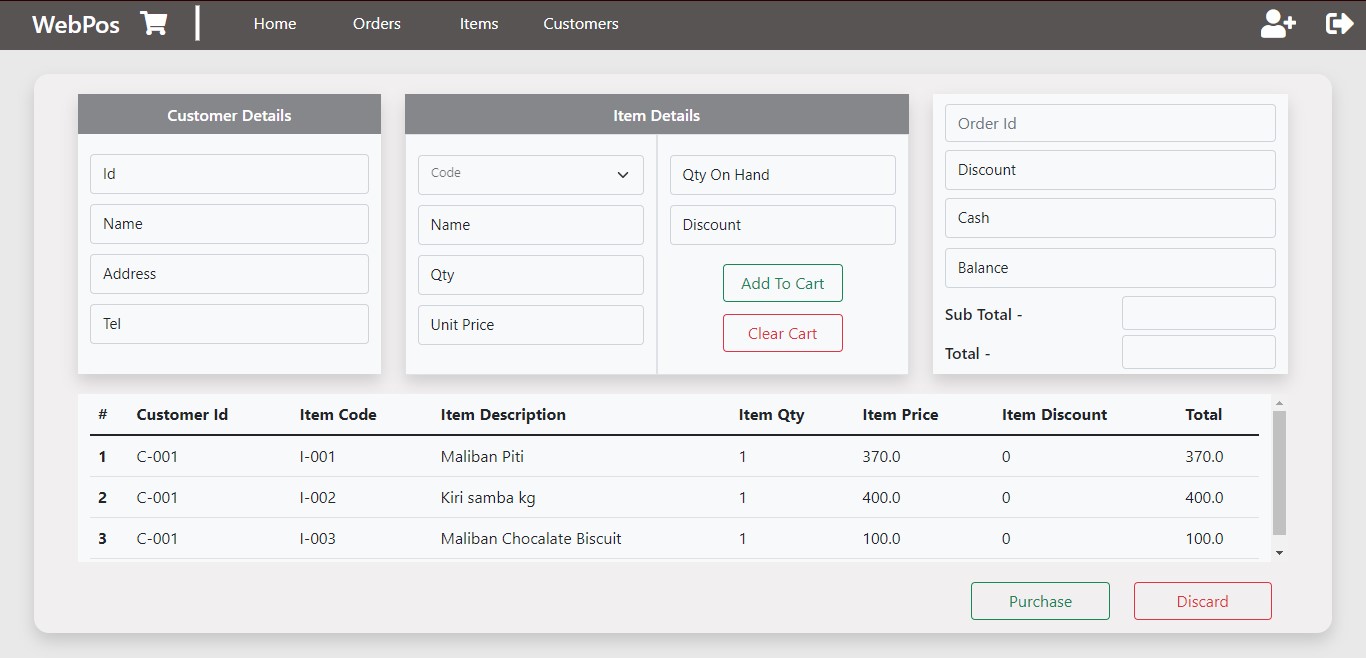 WebPos Home Orders Items Customers
Customer Details
Id
Name
Address
Tel
Item Details
Code
Name
Qty
Unit Price
Qty On Hand
Discount
Add To Cart
Clear Cart
Order Id
Discount
Cash
Balance
Sub Total -
Total -
# Customer Id Item Code Item Description Item Qty Item Price Item Discount Total
1 C-001 I-001 Maliban Piti 1 370.0 0 370.0
2 C-001 I-002 Kiri samba kg 1 400.0 0 400.0
3 C-001 I-003 Maliban Chocalate Biscuit 1 100.0 0 100.0
Purchase Discard